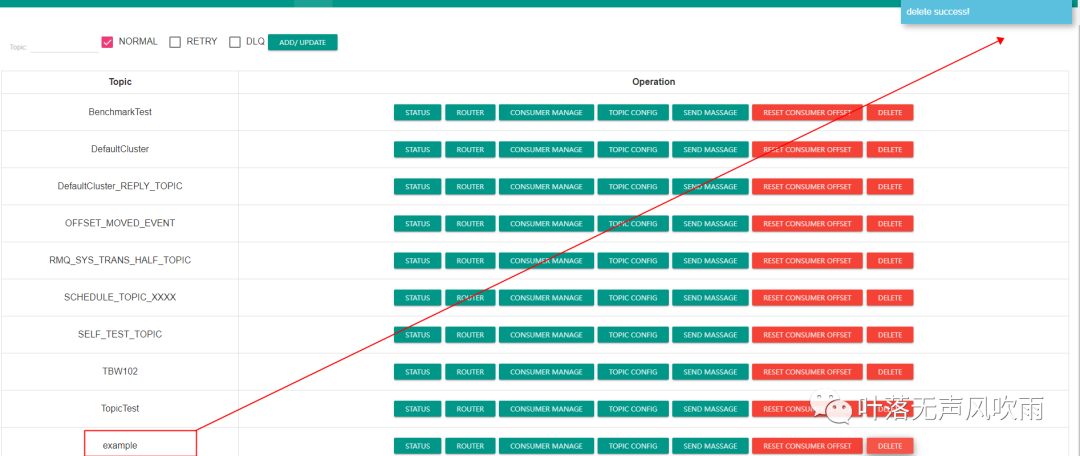 delete success!
Topic: NORMAL RETRY DLQ ADD/ UPDATE
Topic Operation
BenchmarkTest STATUS ROUTER CONSUMER MANAGE TOPIC CONFIG SEND MASSAGE RESET CONSUMER OFFSET DELETE
DefaultCluster STATUS ROUTER CONSUMER MANAGE TOPIC CONFIG SEND MASSAGE RESET CONSUMER OFFSET DELETE
DefaultCluster_REPLY_TOPIC STATUS ROUTER CONSUMER MANAGE TOPIC CONFIG SEND MASSAGE RESET CONSUMER OFFSET DELETE
OFFSET_MOVED_EVENT STATUS ROUTER CONSUMER MANAGE TOPIC CONFIG SEND MASSAGE RESET CONSUMER OFFSET DELETE
RMQ_SYS_TRANS_HALF_TOPIC STATUS ROUTER CONSUMER MANAGE TOPIC CONFIG SEND MASSAGE RESET CONSUMER OFFSET DELETE
SCHEDULE_TOPIC_XXXX STATUS ROUTER CONSUMER MANAGE TOPIC CONFIG SEND MASSAGE RESET CONSUMER OFFSET DELETE
SELF_TEST_TOPIC STATUS ROUTER CONSUMER MANAGE TOPIC CONFIG SEND MASSAGE RESET CONSUMER OFFSET DELETE
TBW102 STATUS ROUTER CONSUMER MANAGE TOPIC CONFIG SEND MASSAGE RESET CONSUMER OFFSET DELETE
TopicTest STATUS ROUTER CONSUMER MANAGE TOPIC CONFIG SEND MASSAGE RESET CONSUMER OFFSET DELETE
叶落无声风吹雨
example STATUS ROUTER CONSUMER MANAGE TOPIC CONFIG SEND MASSAGE RESET CONSUMER OFFSET DELETE